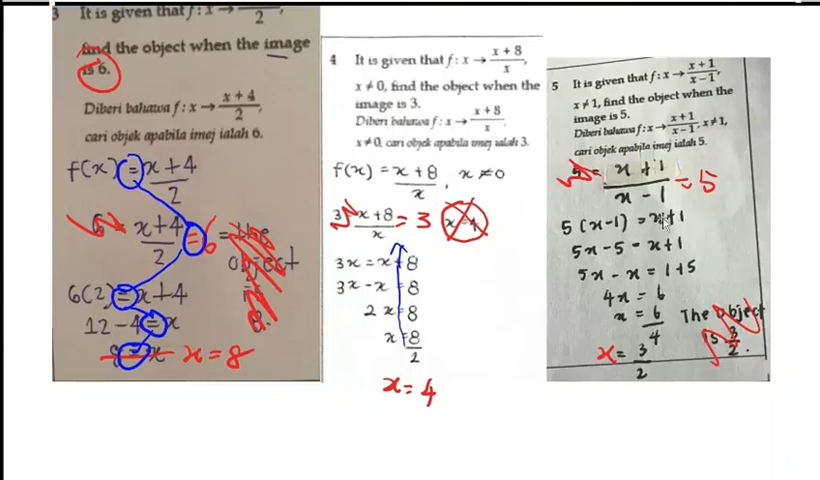 3 It is given that f : x →
2
find the object when the image
is 6.
Diberi bahawa f : x → x + 4
2
cari objek apabila imej ialah 6.
f(x) = x + 4
2
6 x + 4 = 6
2
6(2) = x + 4
12 - 4 = x
x = 8
4 It is given that f : x → x + 8
x
x ≠ 0, find the object when the
image is 3.
Diberi bahawa f : x → x + 8
x
x ≠ 0, cari objek apabila imej ialah 3.
f(x) = x + 8 , x ≠ 0
x
3 x + 8 = 3
x
3x = x + 8
3x - x = 8
2x = 8
x = 8
2
x = 4
5 It is given that f : x → x + 1
x - 1,
x ≠ 1, find the object when the
image is 5.
Diberi bahawa f : x → x + 1
x - 1, x ≠ 1,
cari objek apabila imej ialah 5.
= x + 1 = 5
x - 1
5 (x - 1) = x + 1
5x - 5 = x + 1
5x - x = 1 + 5
4x = 6
x = 6 The object
4 is 3
2.
x = 3
2